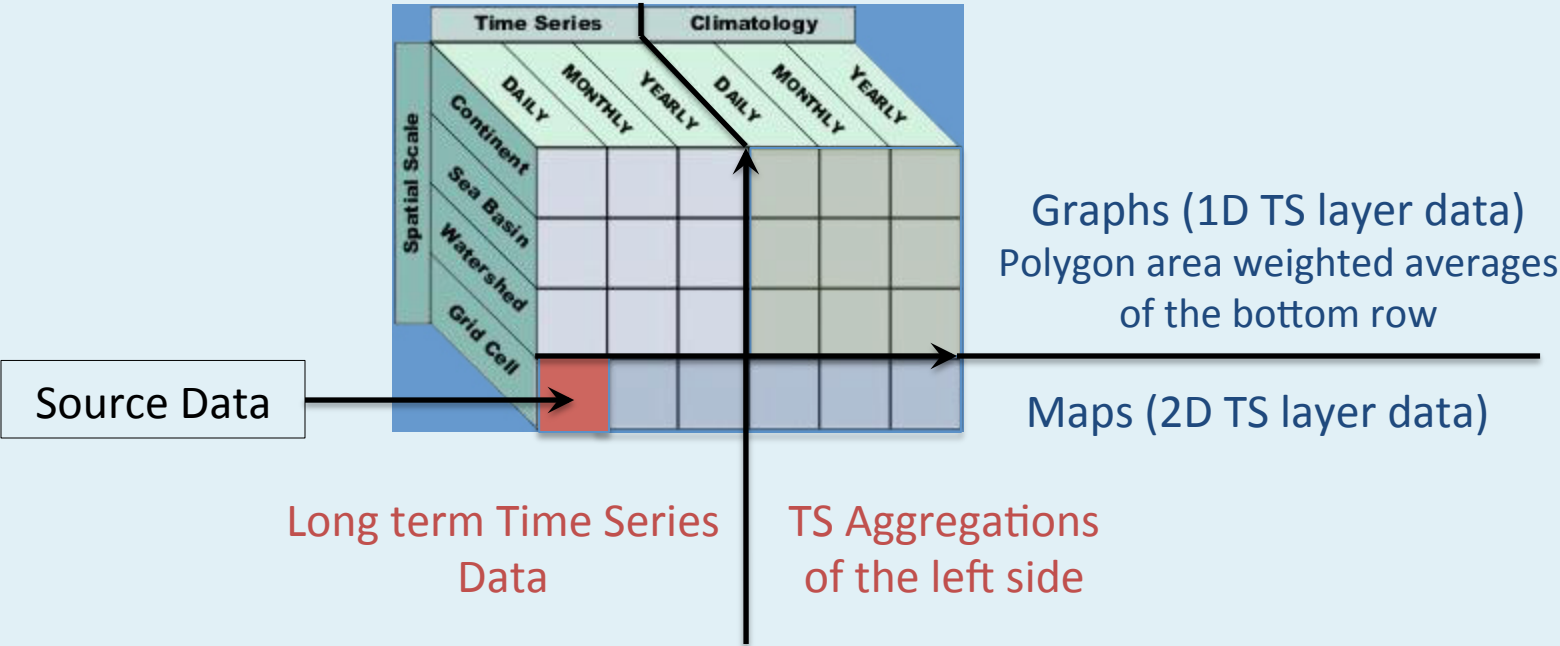 Time Series
Climatology
DAILY
MONTHLY
YEARLY
DAILY
MONTHLY
YEARLY
Spatial Scale
Continent
Sea Basin
Watershed
Grid Cell
Graphs (1D TS layer data)
Polygon area weighted averages
of the bottom row
Source Data
Maps (2D TS layer data)
Long term Time Series
Data
TS Aggregations
of the left side